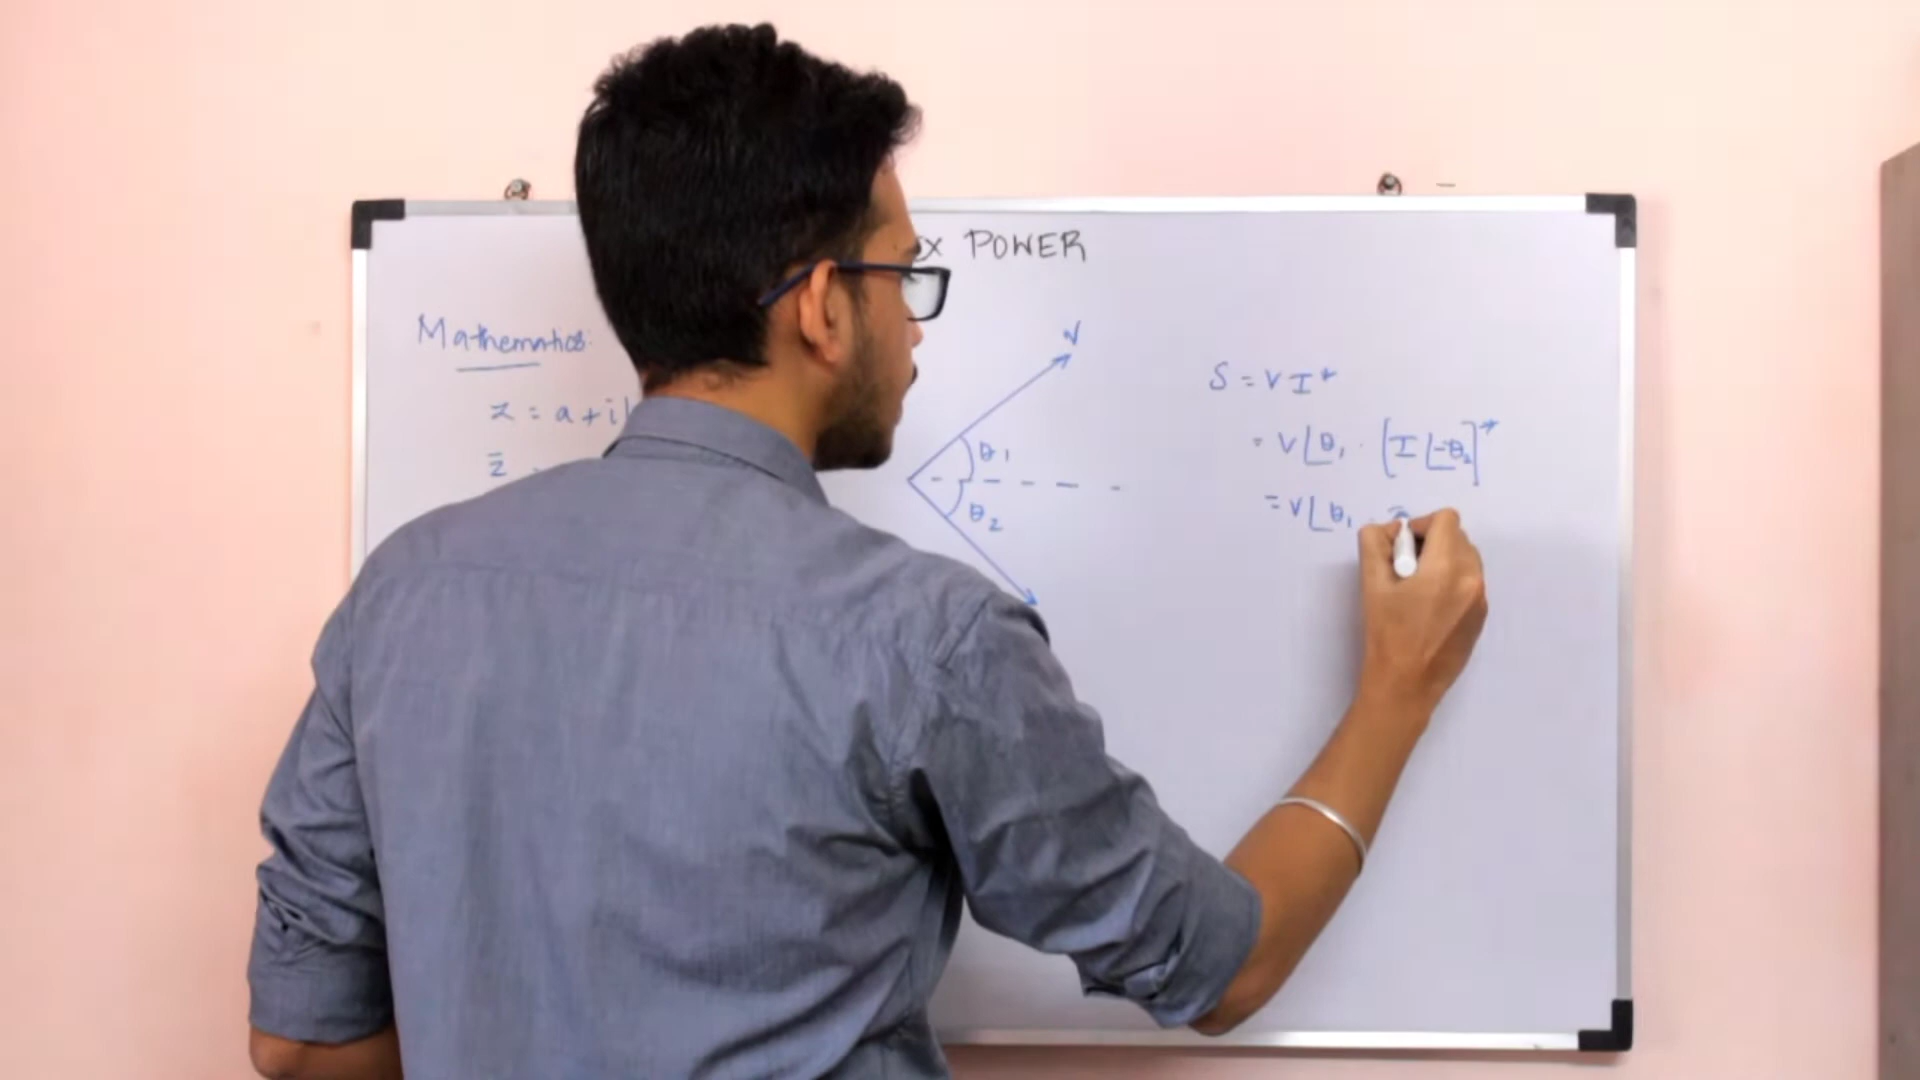 POWER
Mathematics:
z = a + i
z̄ =
V
θ₁
θ₂
S = V I*
= V∠θ₁ · [I∠-θ₂]*
= V∠θ₁ ·